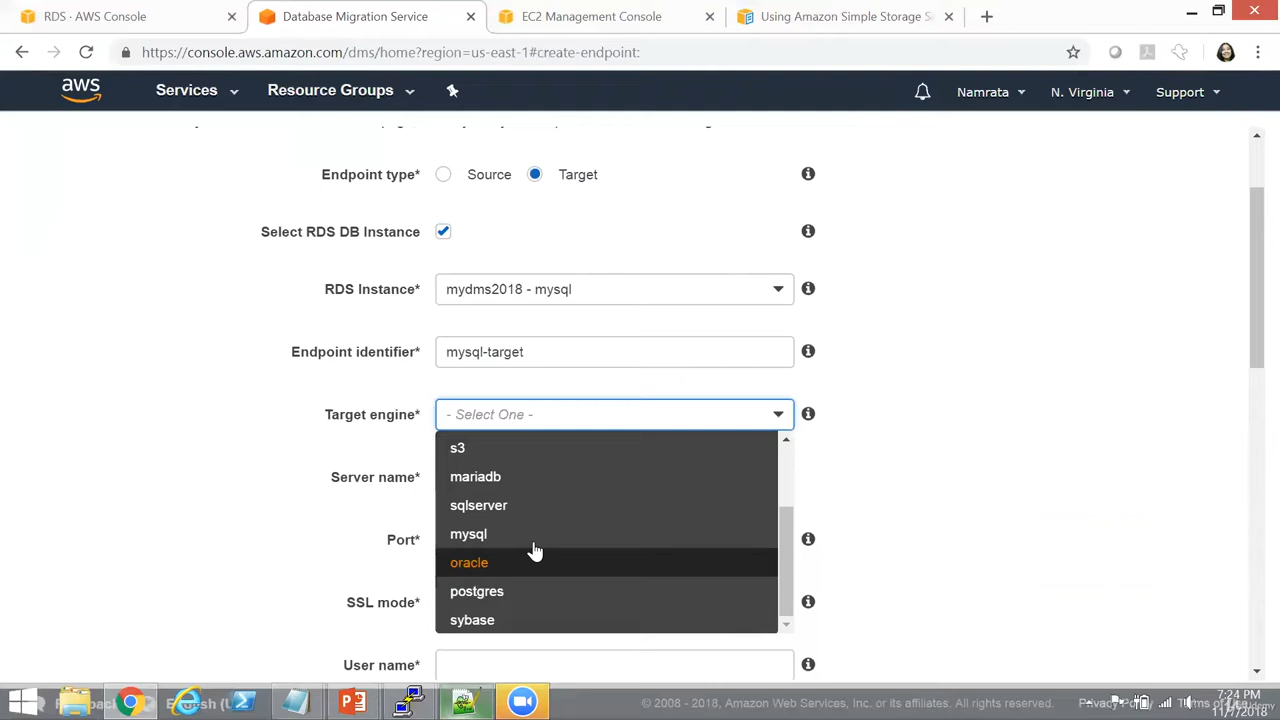 RDS · AWS Console
Database Migration Service
EC2 Management Console
Using Amazon Simple Storage S
https://console.aws.amazon.com/dms/home?region=us-east-1#create-endpoint:
aws
Services
Resource Groups
Namrata
N. Virginia
Support
Endpoint type*
Source
Target
Select RDS DB Instance
RDS Instance*
mydms2018 - mysql
Endpoint identifier*
mysql-target
Target engine*
- Select One -
s3
mariadb
Server name*
sqlserver
mysql
Port*
oracle
postgres
SSL mode*
sybase
User name*
© 2008 - 2018, Amazon Web Services, Inc. or its affiliates. All rights reserved.
7:24 PM
11/7/2018